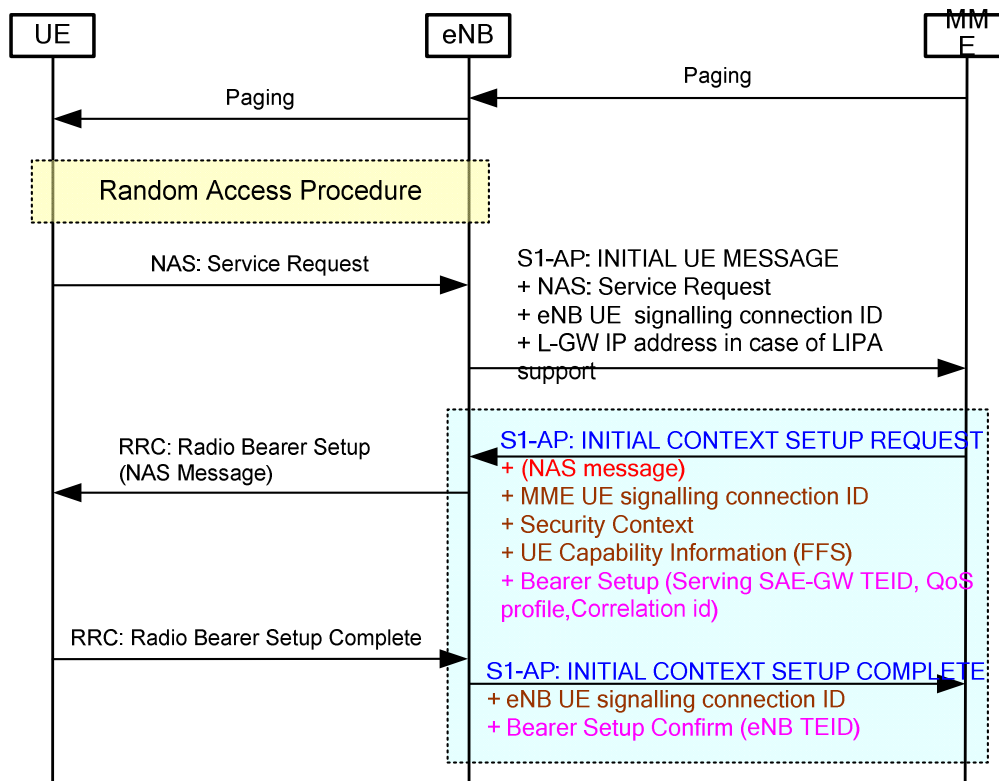 UE
eNB
MM
E
Paging
Paging
Random Access Procedure
NAS: Service Request
S1-AP: INITIAL UE MESSAGE
+ NAS: Service Request
+ eNB UE  signalling connection ID
+ L-GW IP address in case of LIPA
support
RRC: Radio Bearer Setup
(NAS Message)
S1-AP: INITIAL CONTEXT SETUP REQUEST
+ (NAS message)
+ MME UE signalling connection ID
+ Security Context
+ UE Capability Information (FFS)
+ Bearer Setup (Serving SAE-GW TEID, QoS
profile,Correlation id)
RRC: Radio Bearer Setup Complete
S1-AP: INITIAL CONTEXT SETUP COMPLETE
+ eNB UE signalling connection ID
+ Bearer Setup Confirm (eNB TEID)